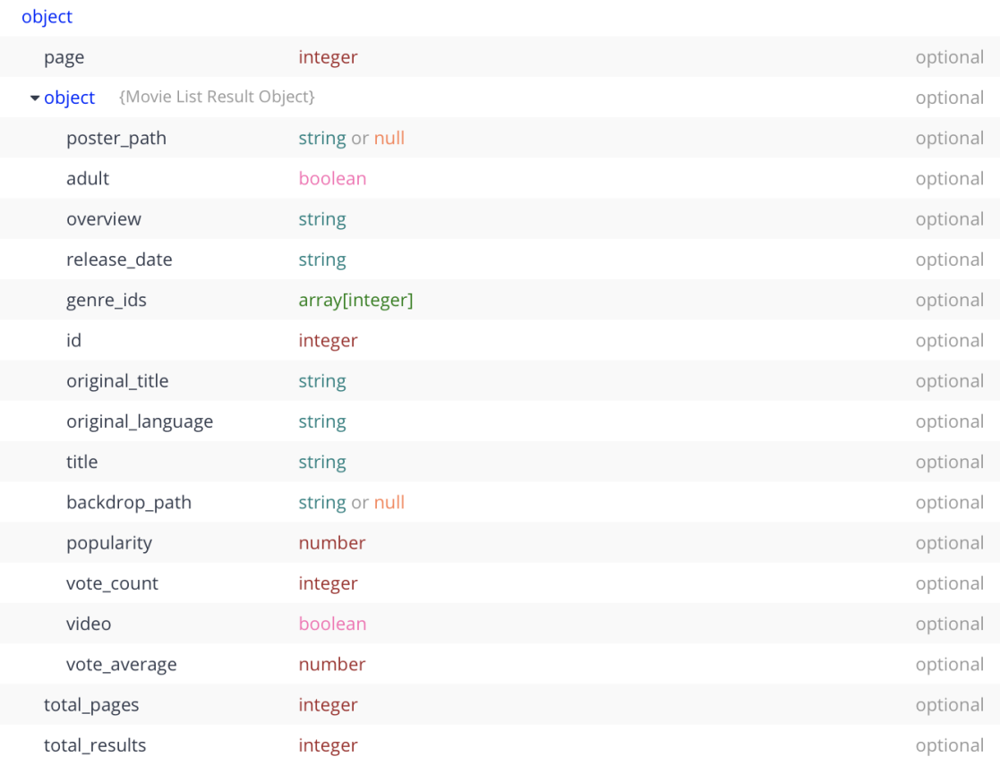 object
page integer optional
object {Movie List Result Object} optional
poster_path string or null optional
adult boolean optional
overview string optional
release_date string optional
genre_ids array[integer] optional
id integer optional
original_title string optional
original_language string optional
title string optional
backdrop_path string or null optional
popularity number optional
vote_count integer optional
video boolean optional
vote_average number optional
total_pages integer optional
total_results integer optional